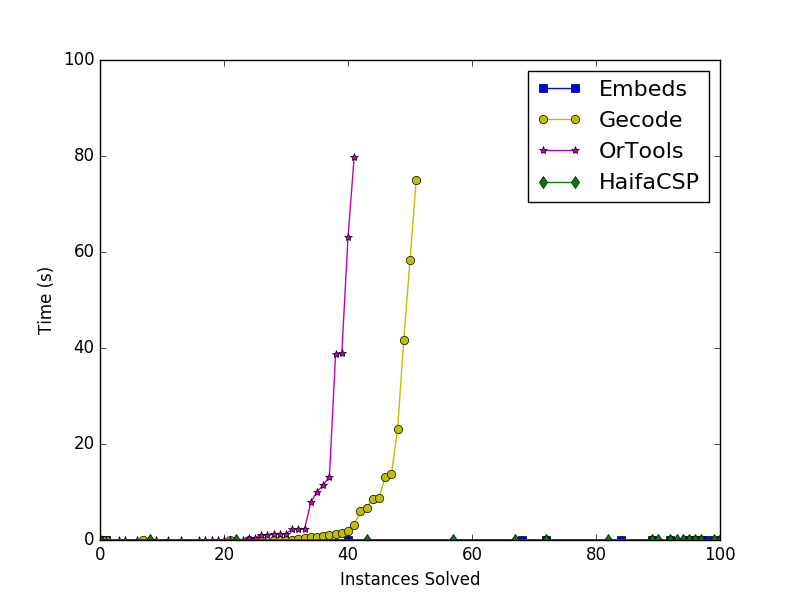 100
80
60
40
20
0
Time (s)
0 20 40 60 80 100
Instances Solved
Embeds
Gecode
OrTools
HaifaCSP